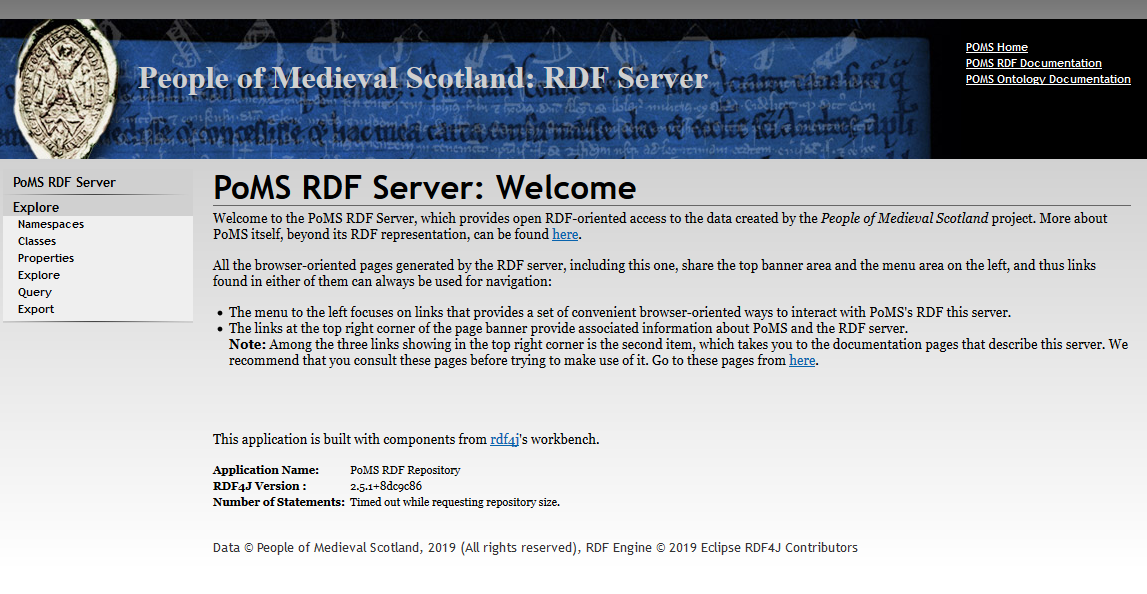 People of Medieval Scotland: RDF Server
POMS Home
POMS RDF Documentation
POMS Ontology Documentation
PoMS RDF Server
Explore
Namespaces
Classes
Properties
Explore
Query
Export
PoMS RDF Server: Welcome
Welcome to the PoMS RDF Server, which provides open RDF-oriented access to the data created by the People of Medieval Scotland project. More about
PoMS itself, beyond its RDF representation, can be found here.
All the browser-oriented pages generated by the RDF server, including this one, share the top banner area and the menu area on the left, and thus links
found in either of them can always be used for navigation:
• The menu to the left focuses on links that provides a set of convenient browser-oriented ways to interact with PoMS's RDF this server.
• The links at the top right corner of the page banner provide associated information about PoMS and the RDF server.
Note: Among the three links showing in the top right corner is the second item, which takes you to the documentation pages that describe this server. We
recommend that you consult these pages before trying to make use of it. Go to these pages from here.
This application is built with components from rdf4j's workbench.
Application Name: PoMS RDF Repository
RDF4J Version : 2.5.1+8dc9c86
Number of Statements: Timed out while requesting repository size.
Data © People of Medieval Scotland, 2019 (All rights reserved), RDF Engine © 2019 Eclipse RDF4J Contributors